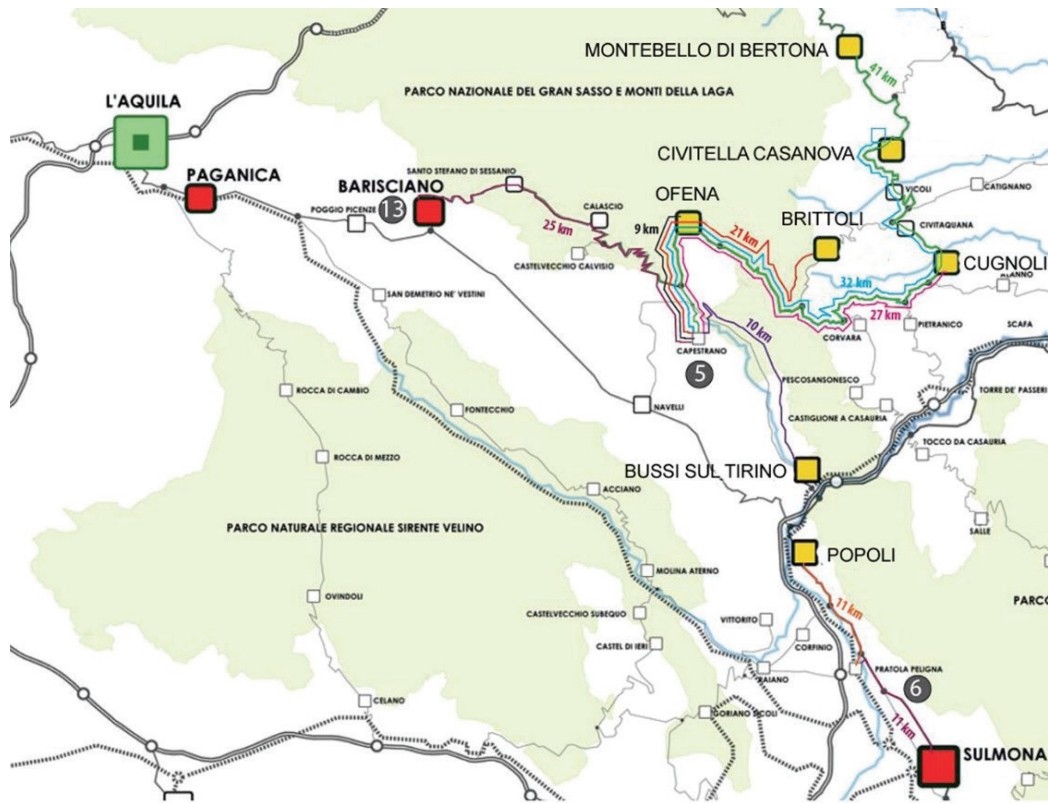 MONTEBELLO DI BERTONA
41 km
PARCO NAZIONALE DEL GRAN SASSO E MONTI DELLA LAGA
L'AQUILA
CIVITELLA CASANOVA
PAGANICA
BARISCIANO
SANTO STEFANO DI SESSANIO
VICOLI
CATIGNANO
POGGIO PICENZE
13
OFENA
CALASCIO
BRITTOLI
CIVITAQUANA
25 km
9 km
21 km
CASTELVECCHIO CALVISIO
CUGNOLI
32 km
27 km
SAN DEMETRIO NE' VESTINI
10 km
CORVARA
PIETRANICO
SCAFA
CAPESTRANO
5
PESCOSANSONESCO
TORRE DE' PASSERI
ROCCA DI CAMBIO
FONTECCHIO
NAVELLI
CASTIGLIONE A CASAURIA
TOCCO DA CASAURIA
ROCCA DI MEZZO
BUSSI SUL TIRINO
ACCIANO
PARCO NATURALE REGIONALE SIRENTE VELINO
SALLE
POPOLI
MOLINA ATERNO
OVINDOLI
11 km
PARCO
CASTELVECCHIO SUBEQUO
VITTORITO
CASTEL DI IERI
CORFINIO
RAIANO
PRATOLA PELIGNA
6
CELANO
GORIANO SICOLI
11 km
SULMONA